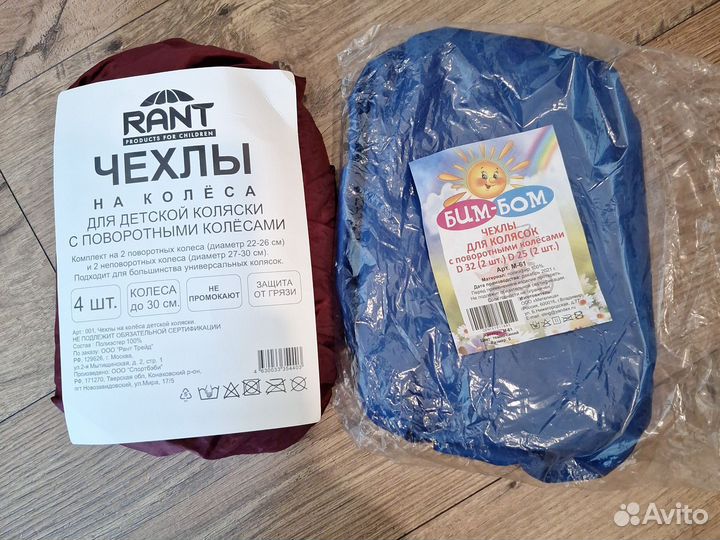 RANT
PRODUCTS FOR CHILDREN
ЧЕХЛЫ
НА КОЛЁСА
ДЛЯ ДЕТСКОЙ КОЛЯСКИ
С ПОВОРОТНЫМИ КОЛЁСАМИ
Комплект на 2 поворотных колеса (диаметр 22-26 см)
и 2 неповоротных колеса (диаметр 27-30 см).
Подходит для большинства универсальных колясок.
4 шт.
КОЛЕСА
до 30 см.
НЕ
ПРОМОКАЮТ
ЗАЩИТА
ОТ ГРЯЗИ
Арт: 001. Чехлы на колёса детской коляски
НЕ ПОДЛЕЖИТ ОБЯЗАТЕЛЬНОЙ СЕРТИФИКАЦИИ
Состав: Полиэстер 100%
По заказу: ООО "Рант Трейд"
РФ, 129626, г. Москва,
ул.2-я Мытищинская, д. 2, стр. 1
Произведено: ООО "Спортбэби"
РФ, 171270, Тверская обл, Конаковский р-он,
пгт Новозавидовский, ул.Мира, 17/5
4630033354403
БИМ-БОМ
ЧЕХЛЫ
ДЛЯ КОЛЯСОК
с поворотными колёсами
D 32 (2 шт.) D 25 (2 шт.)
Арт. М-61
Материал: полиэфир 100%
Avito